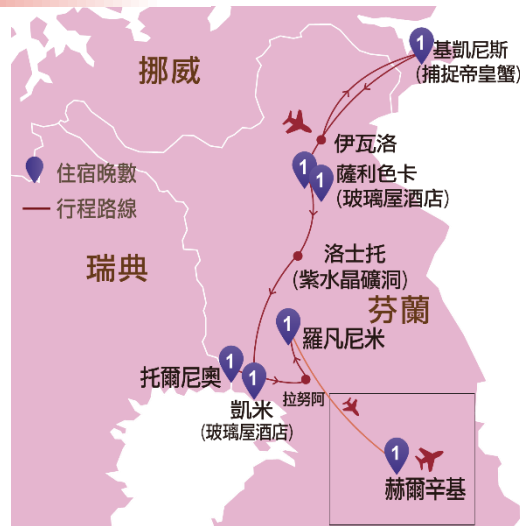 1
基凱尼斯
(捕捉帝皇蟹)
挪威
伊瓦洛
住宿晚數
1
1
薩利色卡
(玻璃屋酒店)
行程路線
瑞典
洛士托
(紫水晶礦洞)
芬蘭
1
羅凡尼米
1
托爾尼奧
1
凱米
(玻璃屋酒店)
拉努阿
1
赫爾辛基